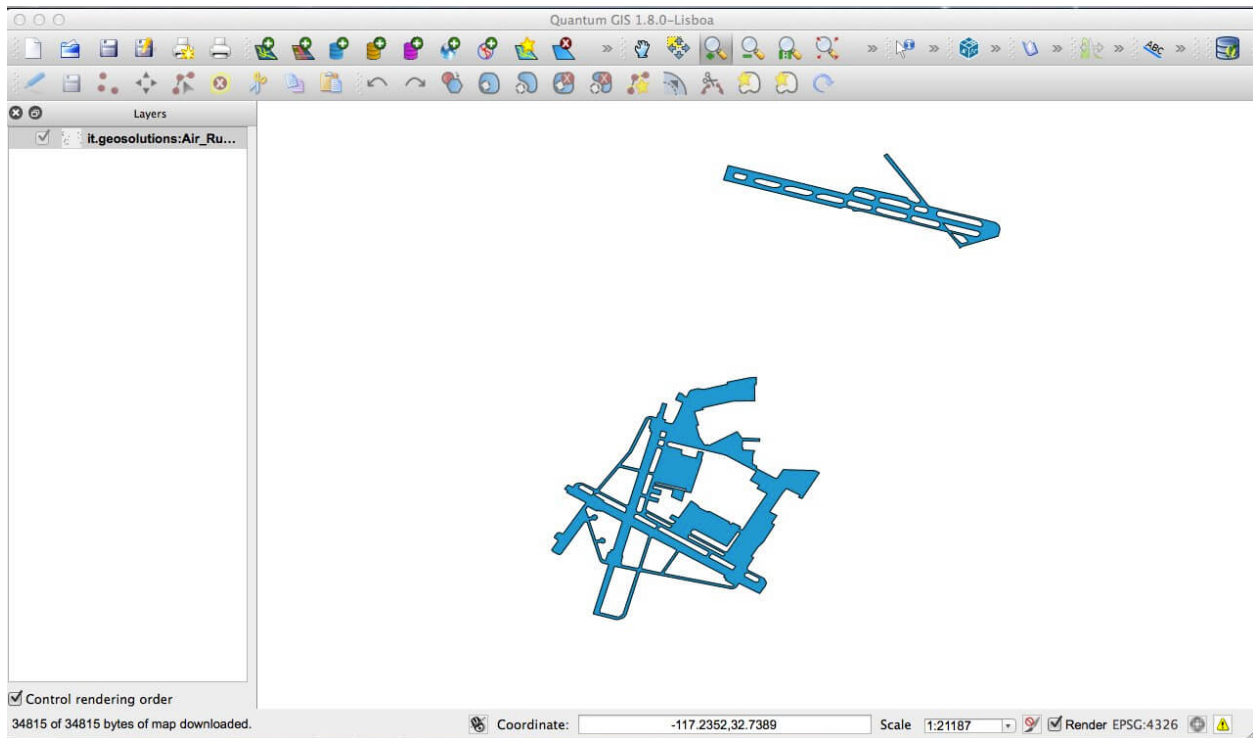 Quantum GIS 1.8.0-Lisboa
ABC
Layers
it.geosolutions:Air_Ru...
Control rendering order
34815 of 34815 bytes of map downloaded.
Coordinate:
-117.2352,32.7389
Scale
1:21187
Render
EPSG:4326